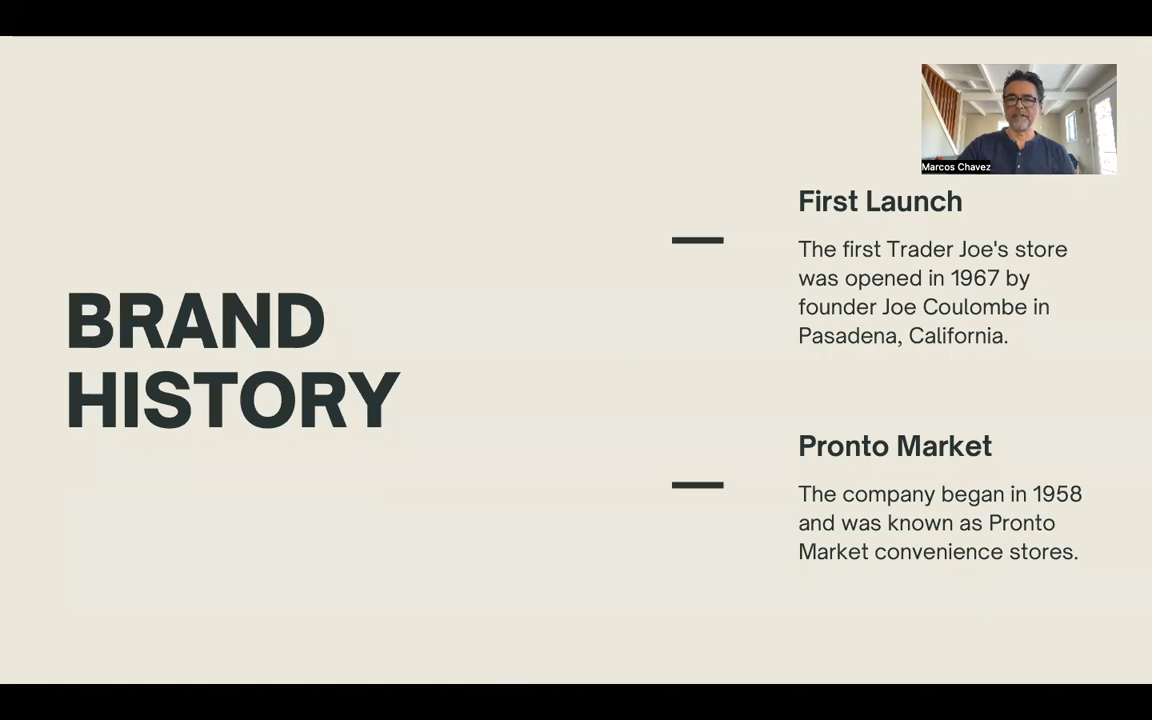 Marcos Chavez
BRAND
HISTORY
First Launch
The first Trader Joe's store
was opened in 1967 by
founder Joe Coulombe in
Pasadena, California.
Pronto Market
The company began in 1958
and was known as Pronto
Market convenience stores.